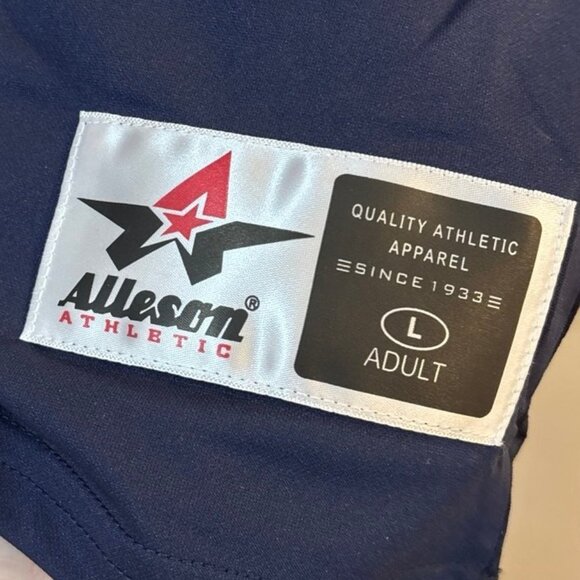 Alleson®
ATHLETIC
QUALITY ATHLETIC
APPAREL
SINCE 1933
L
ADULT